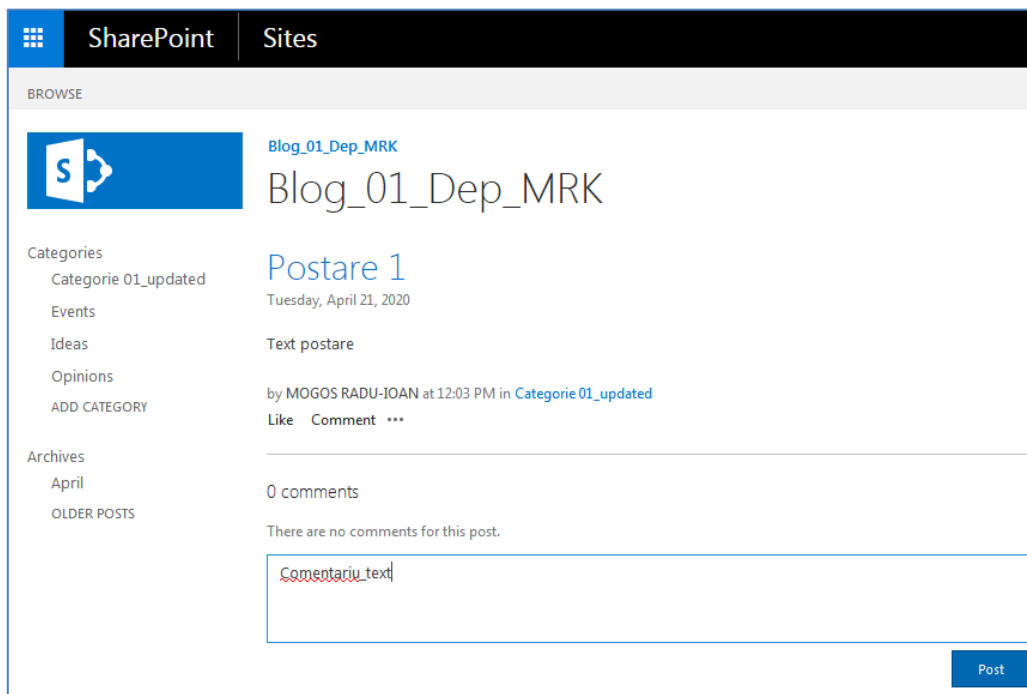 SharePoint Sites
BROWSE
S
Blog_01_Dep_MRK
Blog_01_Dep_MRK
Categories
Categorie 01_updated
Events
Ideas
Opinions
ADD CATEGORY
Archives
April
OLDER POSTS
Postare 1
Tuesday, April 21, 2020
Text postare
by MOGOS RADU-IOAN at 12:03 PM in Categorie 01_updated
Like Comment •••
0 comments
There are no comments for this post.
Comentariu_text
Post